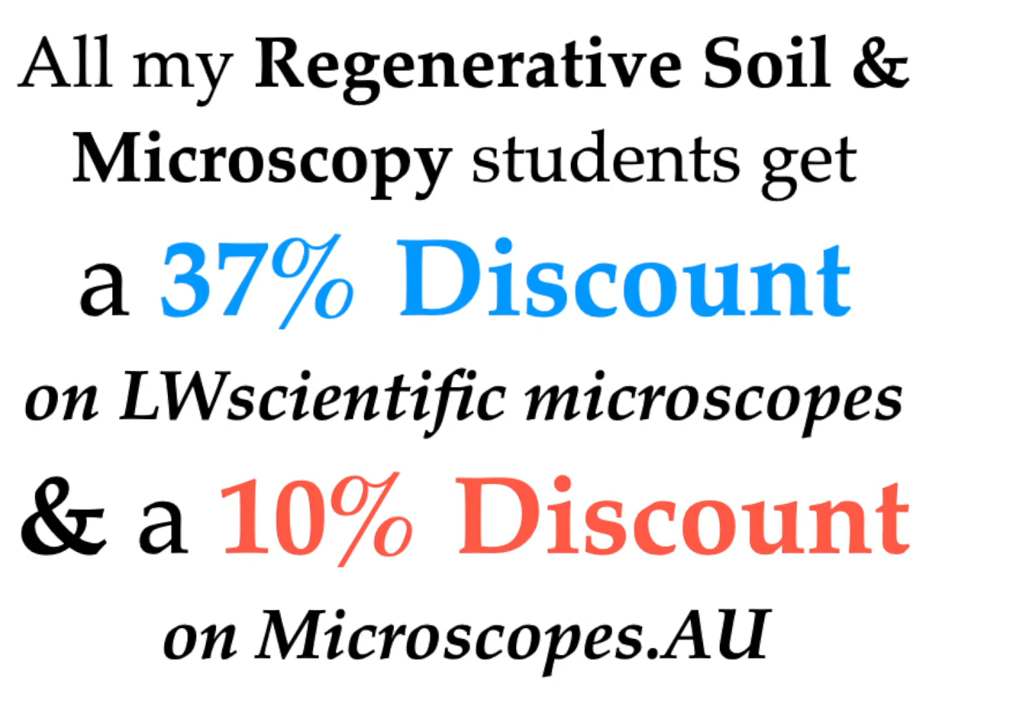 All my Regenerative Soil &
Microscopy students get
a 37% Discount
on LWscientific microscopes
& a 10% Discount
on Microscopes.AU